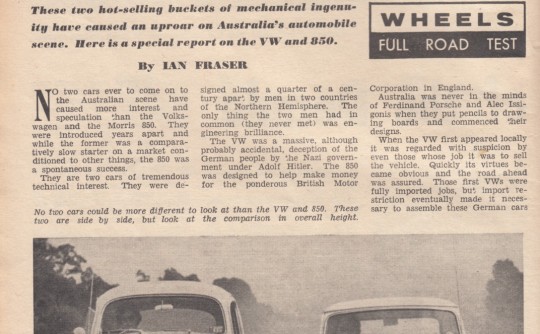 These two hot-selling buckets of mechanical ingenu-
ity have caused an uproar on Australia's automobile
scene. Here is a special report on the VW and 850.
By IAN FRASER
WHEELS
FULL ROAD TEST
NO two cars ever to come on to
the Australian scene have
caused more interest and
speculation than the Volks-
wagen and the Morris 850. They
were introduced years apart and
while the former was a compara-
tively slow starter on a market con-
ditioned to other things, the 850 was
a spontaneous success.
They are two cars of tremendous
technical interest. They were de-
signed almost a quarter of a cen-
tury apart by men in two countries
of the Northern Hemisphere. The
only thing the two men had in
common (they never met) was en-
gineering brilliance.
The VW was a massive, although
probably accidental, deception of the
German people by the Nazi govern-
ment under Adolf Hitler. The 850
was designed to help make money
for the ponderous British Motor
Corporation in England.
Australia was never in the minds
of Ferdinand Porsche and Alec Issi-
gonis when they put pencils to draw-
ing boards and commenced their
designs.
When the VW first appeared locally
it was regarded with suspicion by
even those whose job it was to sell
the vehicle. Quickly its virtues be-
came obvious and the road ahead
was assured. Those first VWs were
fully imported jobs, but import re-
striction eventually made it neces-
sary to assemble these German cars
No two cars could be more different to look at than the VW and 850. These
two are side by side, but look at the comparison in overall height.